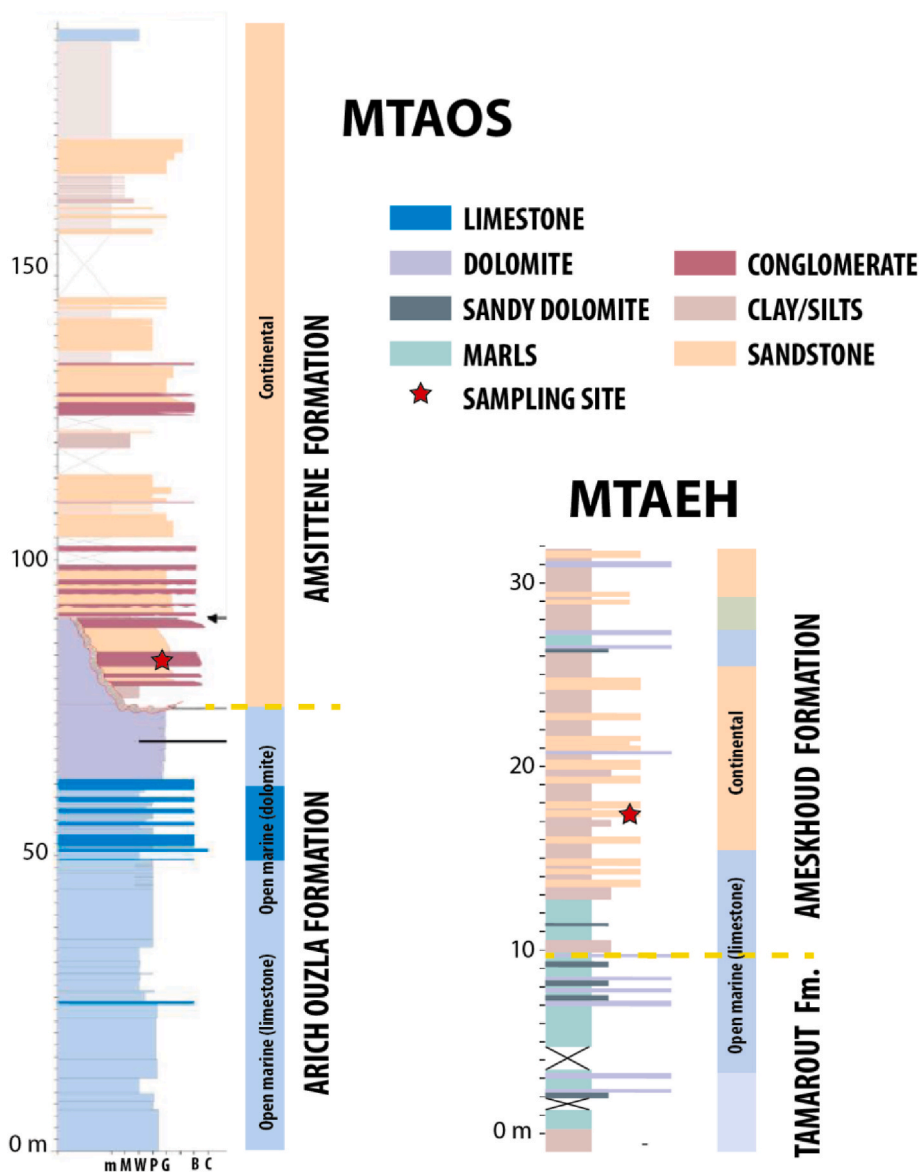 MTAOS
150
100
50
0 m
m M W P G B C
Continental
Open marine (dolomite)
Open marine (limestone)
AMSITTENE FORMATION
ARICH OUZLA FORMATION
LIMESTONE
DOLOMITE
SANDY DOLOMITE
MARLS
SAMPLING SITE
CONGLOMERATE
CLAY/SILTS
SANDSTONE
MTAEH
30
20
10
0 m
Continental
Open marine (limestone)
AMESKHOUD FORMATION
TAMAROUT Fm.